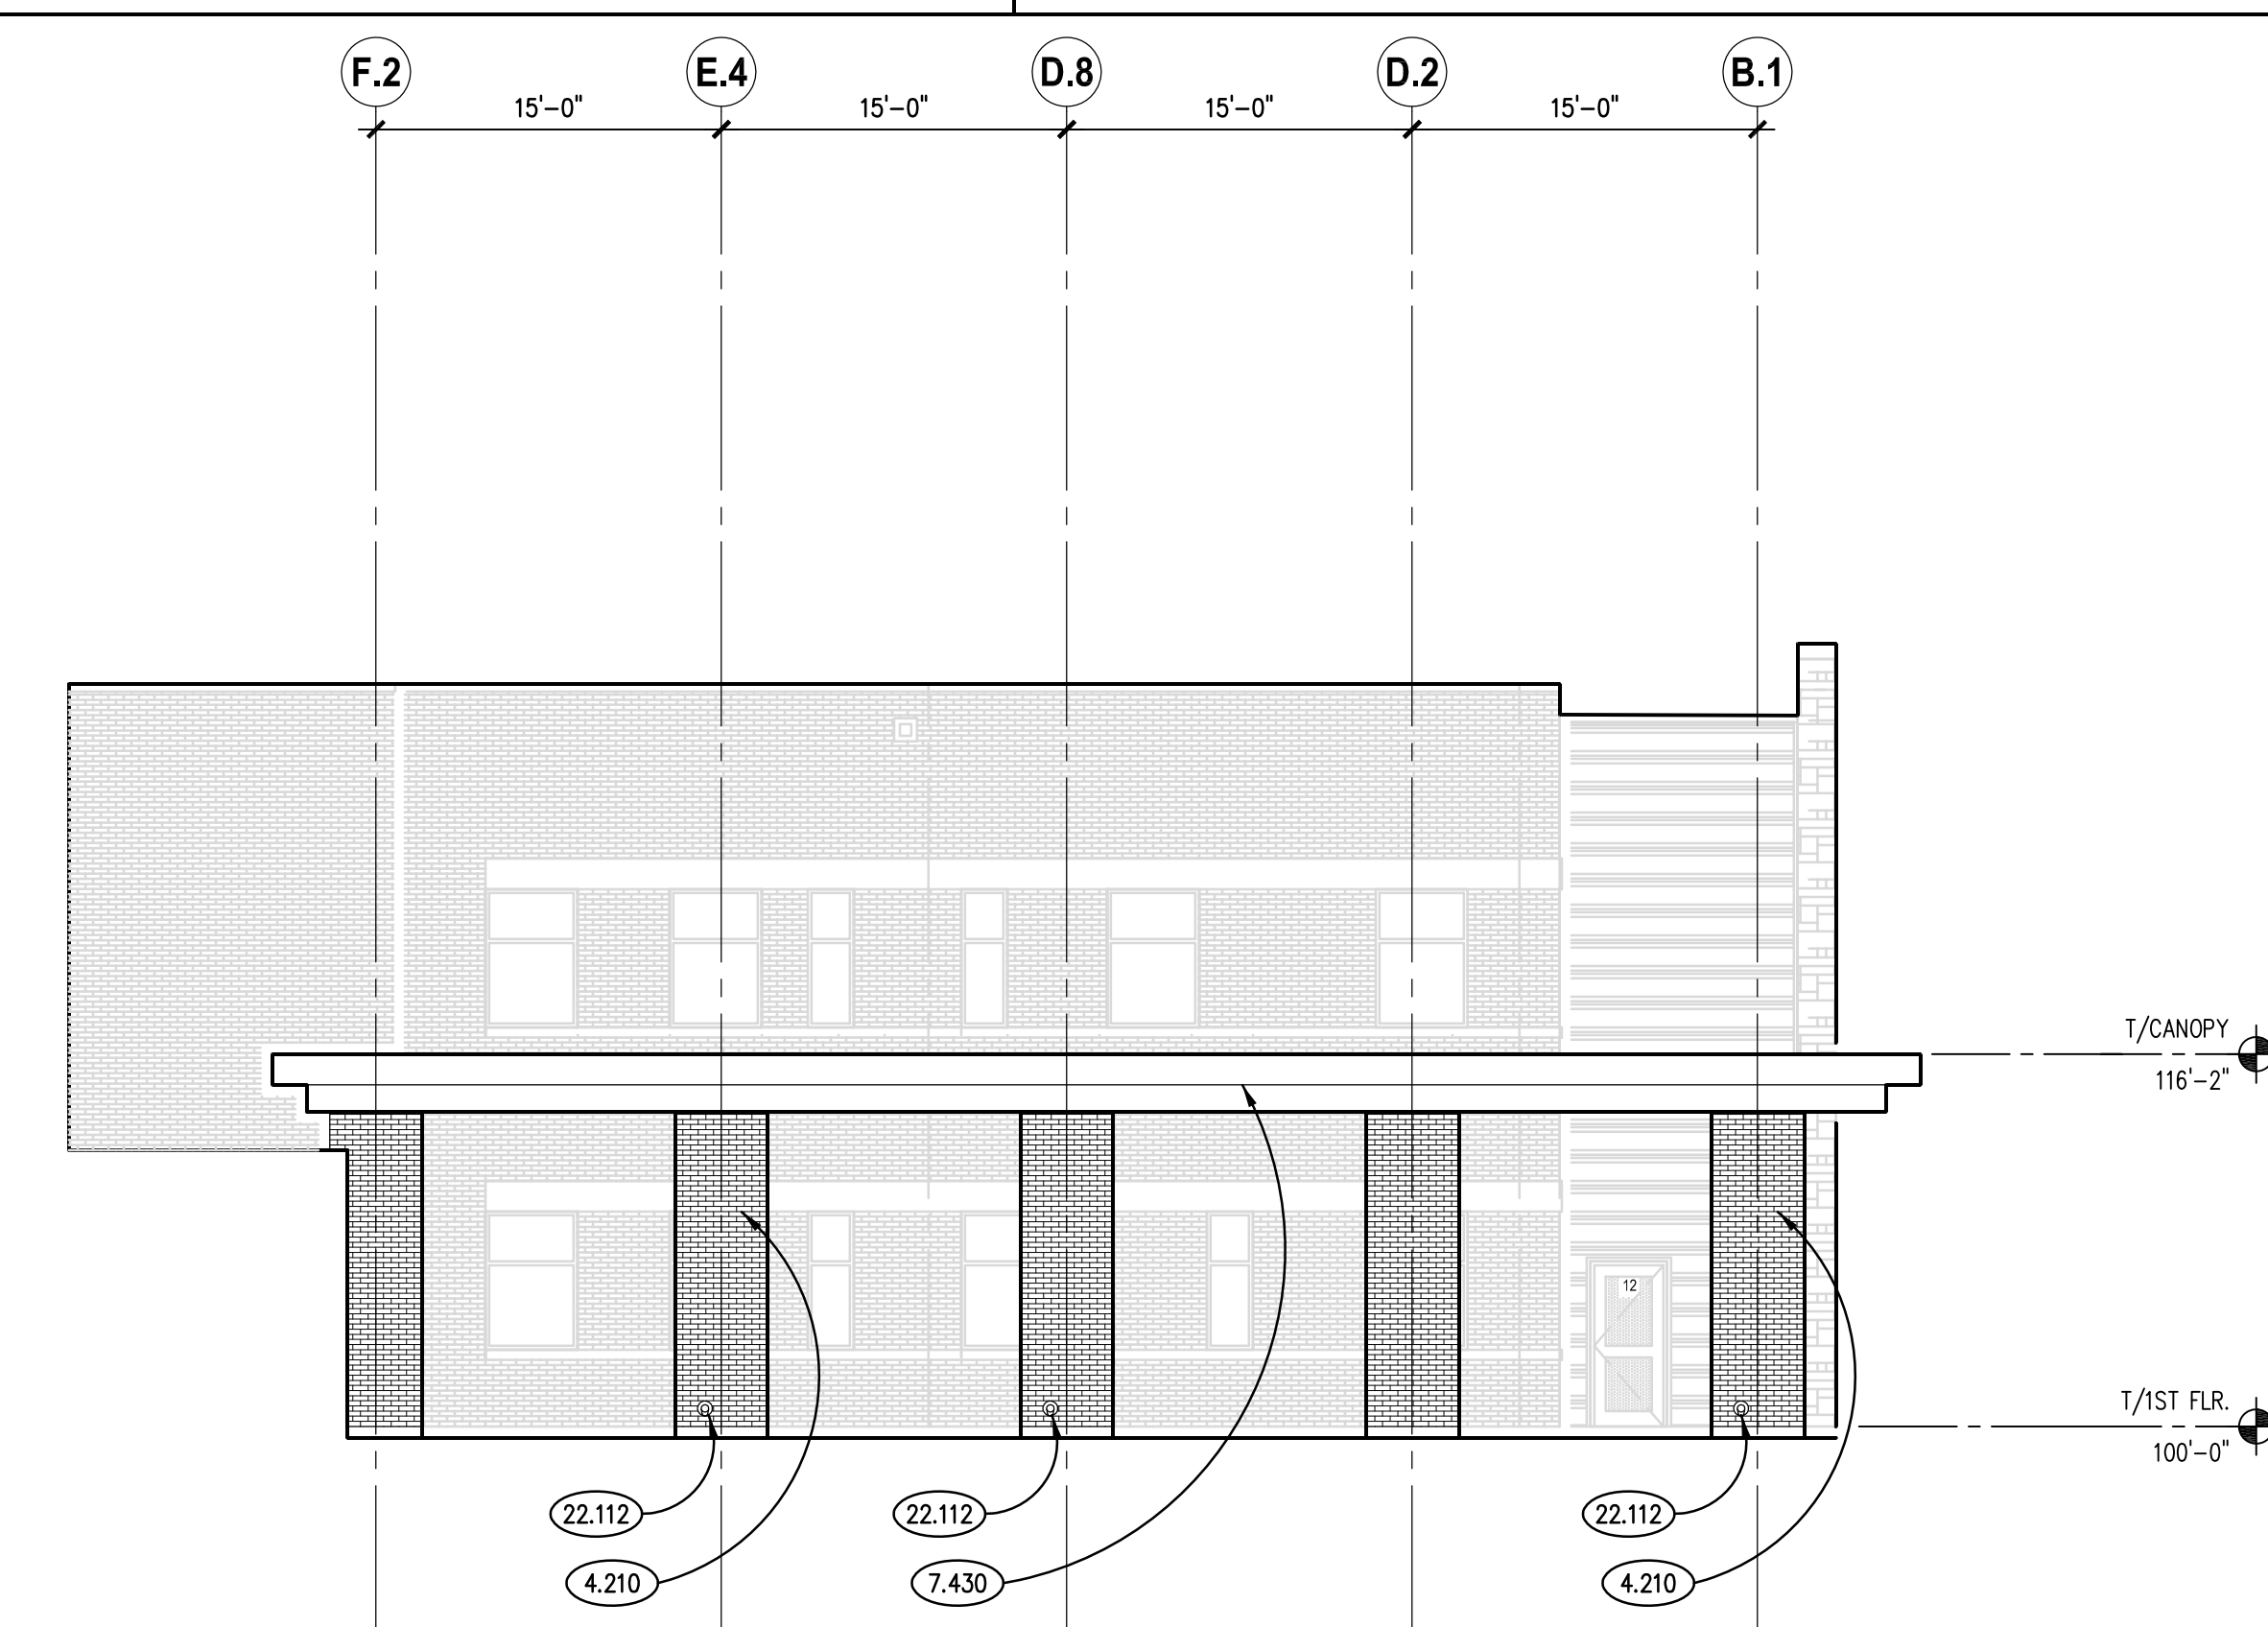 F.2 E.4 D.8 D.2 B.1
15'-0" 15'-0" 15'-0" 15'-0"
T/CANOPY
116'-2"
12
T/1ST FLR.
100'-0"
22.112 22.112 22.112
4.210 7.430 4.210